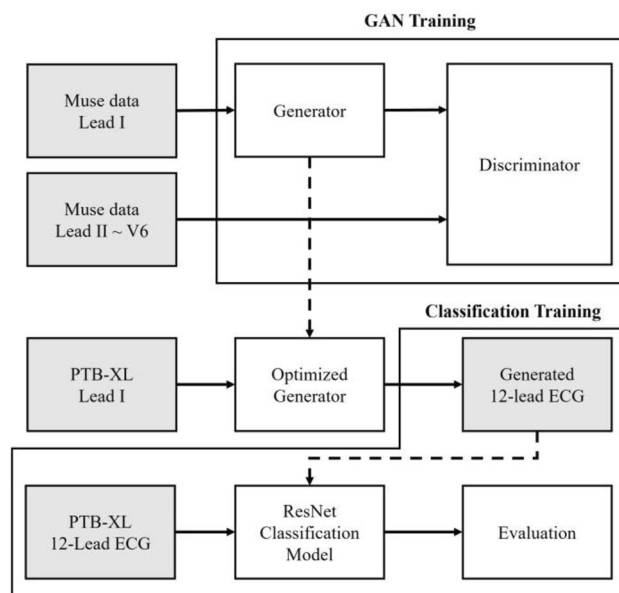 GAN Training
Muse data
Lead I
Generator
Discriminator
Muse data
Lead II ~ V6
Classification Training
PTB-XL
Lead I
Optimized
Generator
Generated
12-lead ECG
PTB-XL
12-Lead ECG
ResNet
Classification
Model
Evaluation